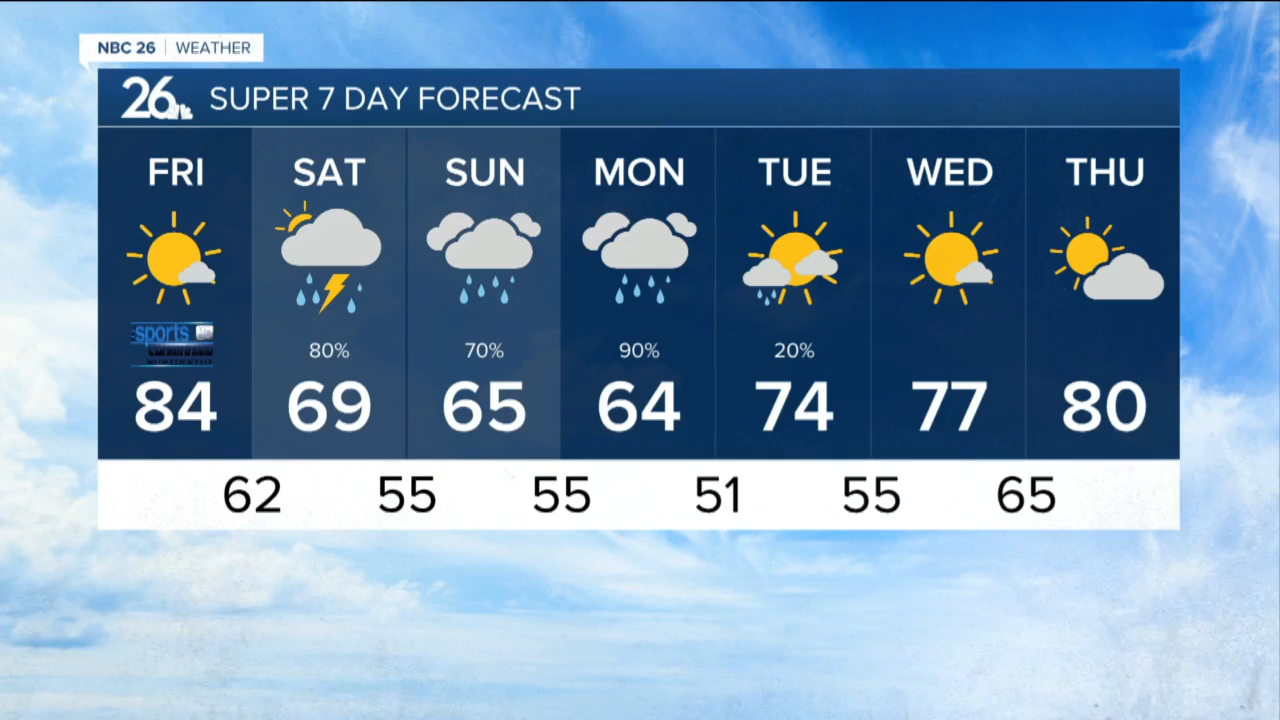 NBC 26 | WEATHER
26 SUPER 7 DAY FORECAST
FRI SAT SUN MON TUE WED THU
sports
80% 70% 90% 20%
84 69 65 64 74 77 80
62 55 55 51 55 65